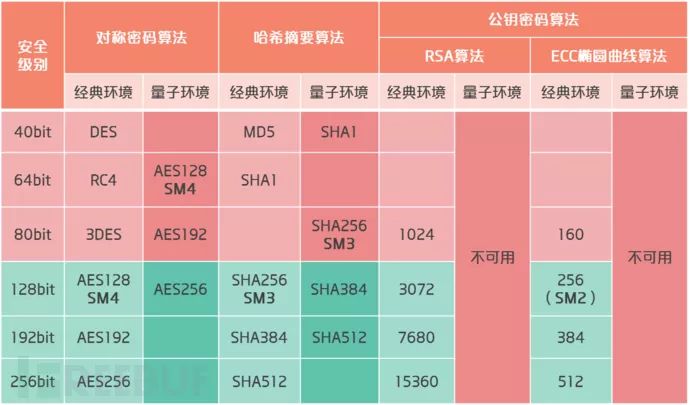 安全级别 对称密码算法 哈希摘要算法 公钥密码算法
RSA算法 ECC椭圆曲线算法
经典环境 量子环境 经典环境 量子环境 经典环境 量子环境 经典环境 量子环境
40bit DES MD5 SHA1
64bit RC4 AES128 SM4 SHA1
80bit 3DES AES192 SHA256 SM3 1024 不可用 160 不可用
128bit AES128 SM4 AES256 SHA256 SM3 SHA384 3072 256 (SM2)
192bit AES192 SHA384 SHA512 7680 384
256bit AES256 SHA512 15360 512
REEBUF